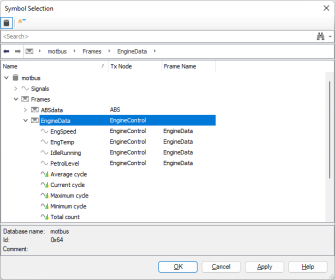 Symbol Selection
<Search>
motbus › Frames › EngineData ›
Name / Tx Node Frame Name
motbus
Signals
Frames
ABSdata ABS
EngineData EngineControl
EngSpeed EngineControl EngineData
EngTemp EngineControl EngineData
IdleRunning EngineControl EngineData
PetrolLevel EngineControl EngineData
Average cycle
Current cycle
Maximum cycle
Minimum cycle
Total count
Database name: motbus
Id: 0x64
Comment:
OK Cancel Apply Help